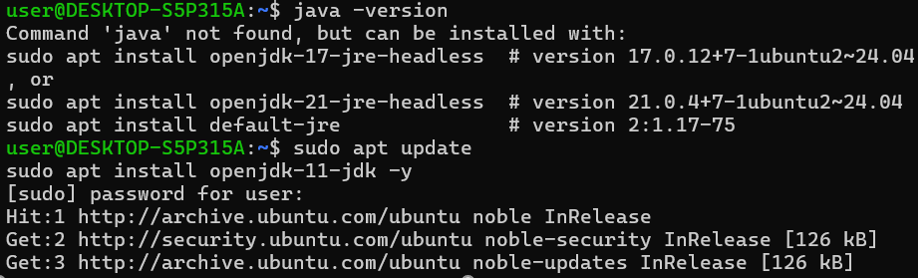 user@DESKTOP-S5P315A:~$ java -version
Command 'java' not found, but can be installed with:
sudo apt install openjdk-17-jre-headless  # version 17.0.12+7-1ubuntu2~24.04
, or
sudo apt install openjdk-21-jre-headless  # version 21.0.4+7-1ubuntu2~24.04
sudo apt install default-jre              # version 2:1.17-75
user@DESKTOP-S5P315A:~$ sudo apt update
sudo apt install openjdk-11-jdk -y
[sudo] password for user:
Hit:1 http://archive.ubuntu.com/ubuntu noble InRelease
Get:2 http://security.ubuntu.com/ubuntu noble-security InRelease [126 kB]
Get:3 http://archive.ubuntu.com/ubuntu noble-updates InRelease [126 kB]